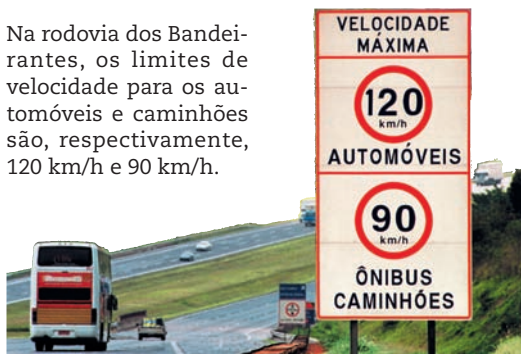 Na rodovia dos Bandei-
rantes, os limites de
velocidade para os au-
tomóveis e caminhões
são, respectivamente,
120 km/h e 90 km/h.
VELOCIDADE
MÁXIMA
120
km/h
AUTOMÓVEIS
90
km/h
ÔNIBUS
CAMINHÕES